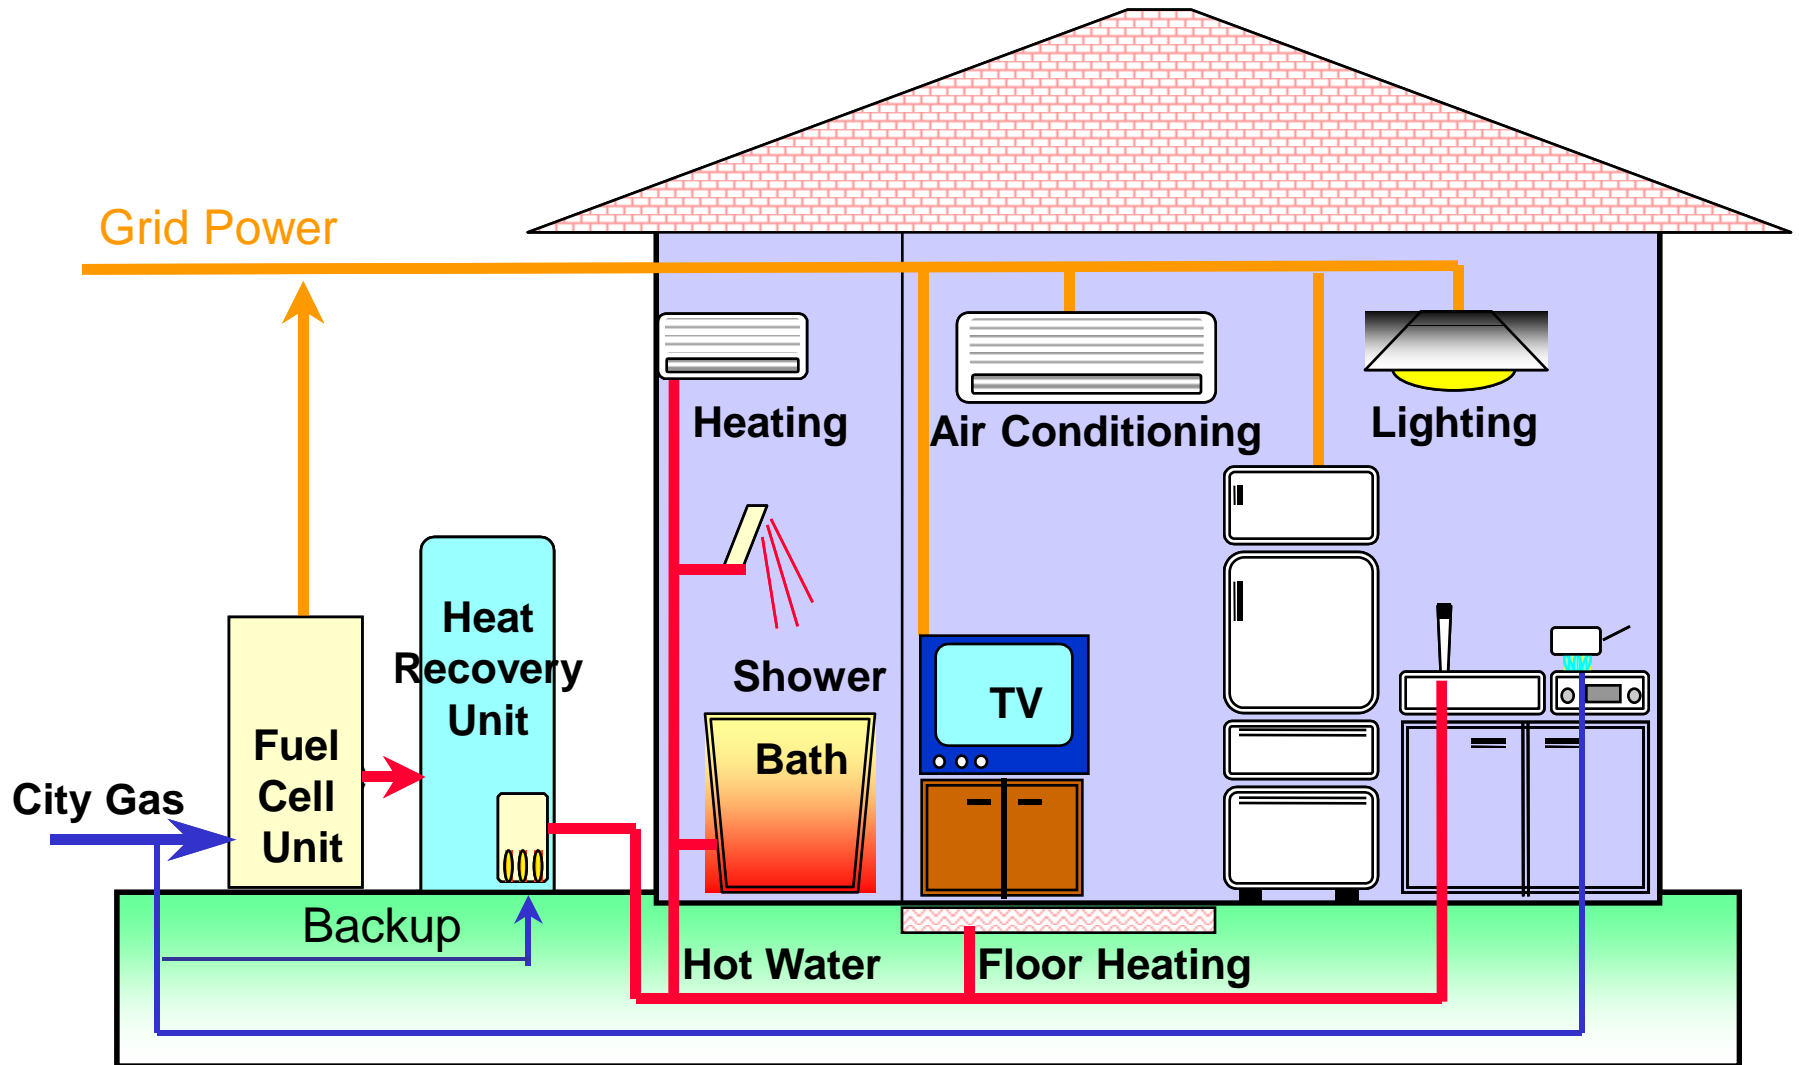 Grid Power
Heating
Air Conditioning
Lighting
Heat
Recovery
Unit
Shower
TV
Fuel
Cell
Unit
Bath
City Gas
Backup
Hot Water
Floor Heating